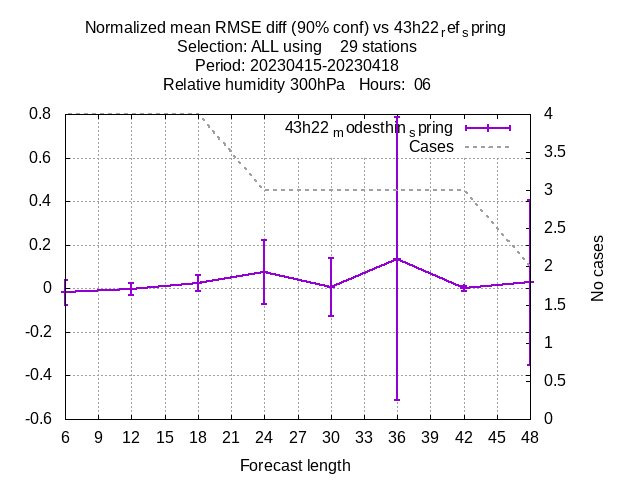 Normalized mean RMSE diff (90% conf) vs 43h22refspring
Selection: ALL using 29 stations
Period: 20230415-20230418
Relative humidity 300hPa Hours: 06
43h22modesthinspring
Cases
0.8
0.6
0.4
0.2
0
-0.2
-0.4
-0.6
4
3.5
3
2.5
2
1.5
1
0.5
0
No cases
6 9 12 15 18 21 24 27 30 33 36 39 42 45 48
Forecast length